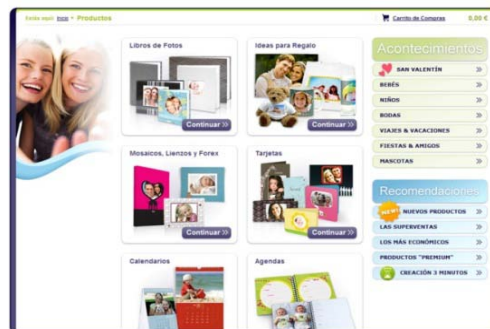 Estás aquí: Inicio • Productos
Carrito de Compras 0,00 €
Libros de Fotos
Continuar
Ideas para Regalo
Continuar
Mosaicos, Lienzos y Forex
Continuar
Tarjetas
Continuar
Calendarios
Agendas
Acontecimientos
SAN VALENTÍN
BEBÉS
NIÑOS
BODAS
VIAJES & VACACIONES
FIESTAS & AMIGOS
MASCOTAS
Recomendaciones
NEW! NUEVOS PRODUCTOS
LAS SUPERVENTAS
LOS MÁS ECONÓMICOS
PRODUCTOS "PREMIUM"
CREACIÓN 3 MINUTOS